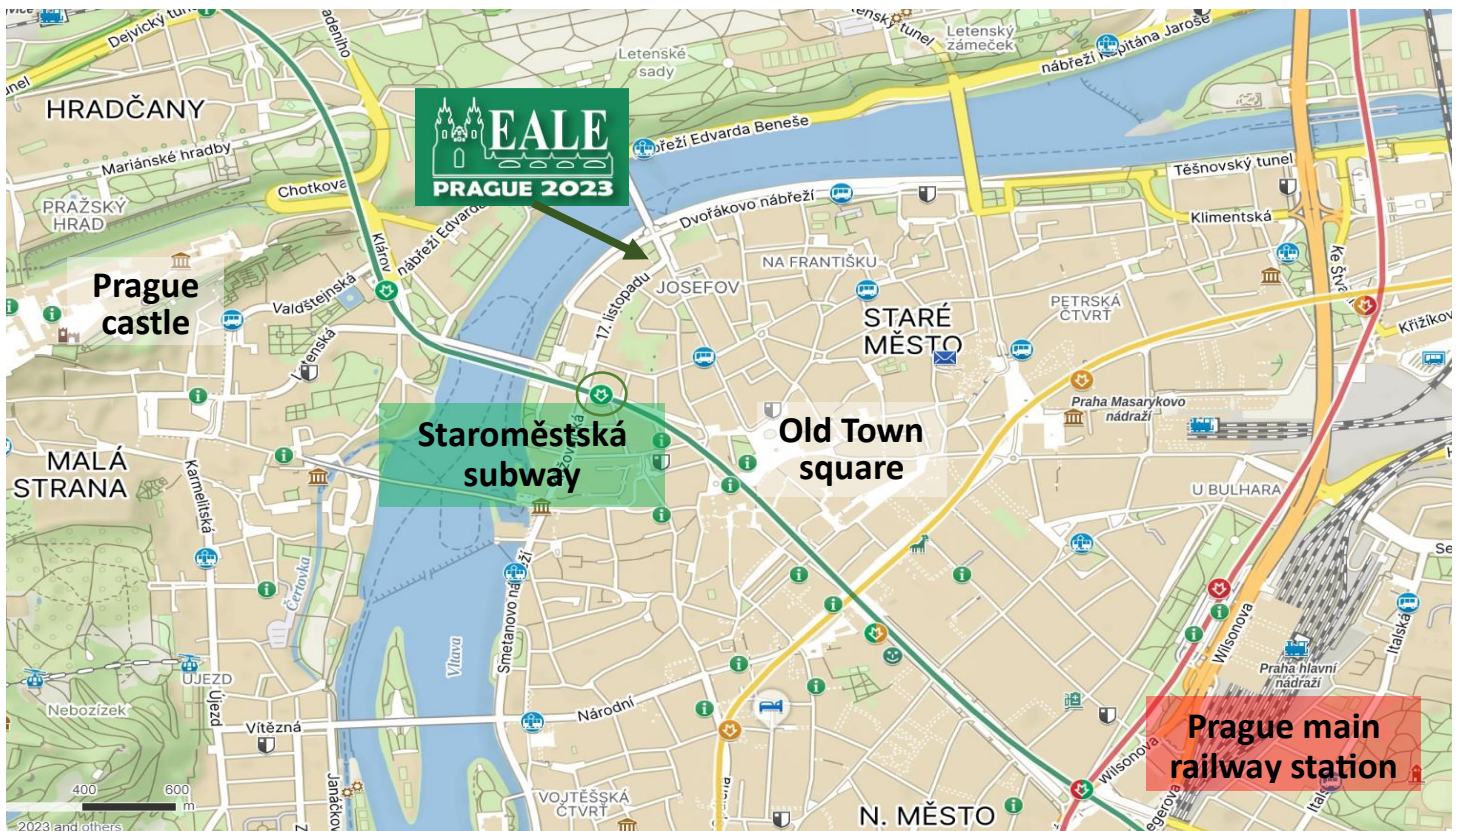 Dejvický tunel
Letenské
sady
Letenský
zámeček
nábřeží Kapitána Jaroše
HRADČANY
Mariánské hradby
EALE
PRAGUE 2023
Edvarda Beneše
Těšnovský tunel
Chotkova
PRAŽSKÝ
HRAD
Dvořákovo nábřeží
Klimentská
Klárov
nábřeží Edvarda
NA FRANTIŠKU
Prague
castle
Valdštejnská
17. listopadu
JOSEFOV
PETRSKÁ
ČTVRŤ
STARÉ
MĚSTO
Praha Masarykovo
nádraží
Staroměstská
subway
Old Town
square
MALÁ
STRANA
Karmelitská
U BULHARA
Čertovka
Smetanovo nábřeží
Vltava
Wilsonova
Italská
Praha hlavní
nádraží
ÚJEZD
Újezd
Nebozízek
Národní
Vítězná
Prague main
railway station
Wilsonova
400 600
m
VOJTĚŠSKÁ
ČTVRŤ
N. MĚSTO
2023 and others